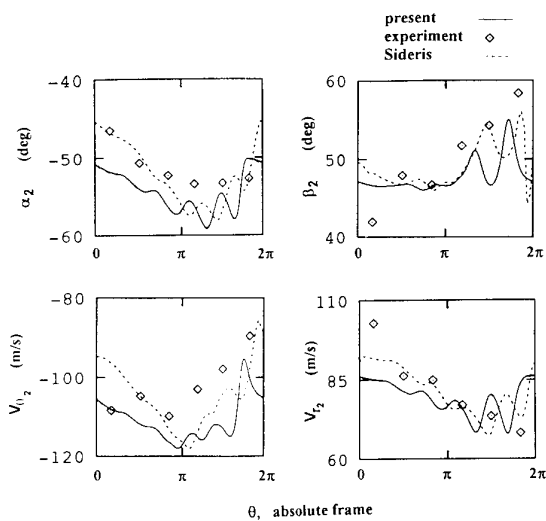 present
experiment
Sideris
-40
-50
-60
α2 (deg)
0 π 2π
60
50
40
β2 (deg)
0 π 2π
-80
-100
-120
Vθ2 (m/s)
0 π 2π
110
85
60
Vr2 (m/s)
0 π 2π
θ, absolute frame